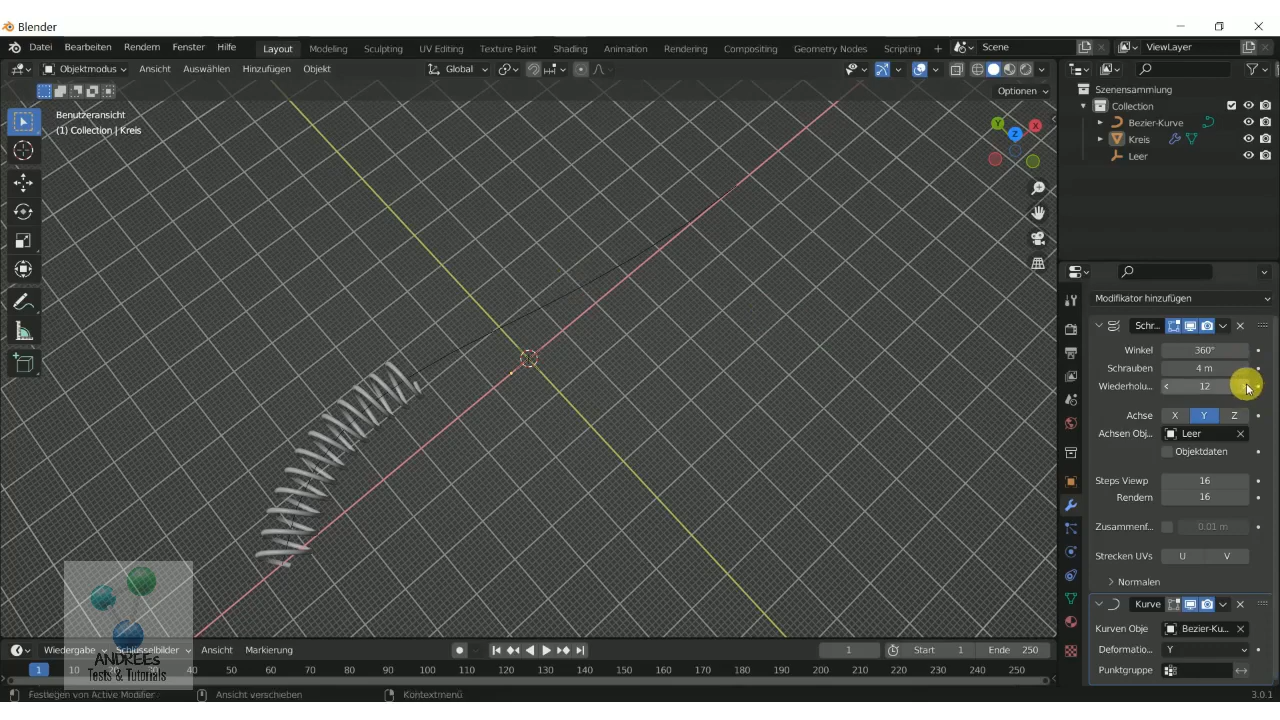 Blender
Datei Bearbeiten Rendern Fenster Hilfe Layout Modeling Sculpting UV Editing Texture Paint Shading Animation Rendering Compositing Geometry Nodes Scripting + Scene ViewLayer
Objektmodus Ansicht Auswählen Hinzufügen Objekt Global
Optionen
Benutzeransicht
(1) Collection | Kreis
Y X Z
Szenensammlung
Collection
Bezier-Kurve
Kreis
Leer
Modifikator hinzufügen
Schr...
Winkel 360°
Schrauben 4 m
Wiederholu... 12
Achse X Y Z
Achsen Obj... Leer
Objektdaten
Steps Viewp 16
Rendern 16
Zusammenf... 0.01 m
Strecken UVs U V
Normalen
Kurve
Kurven Obje Bezier-Ku...
Deformatio... Y
Punktgruppe
Wiedergabe Schlüsselbilder Ansicht Markierung 1 Start 1 Ende 250
1 10 20 30 40 50 60 70 80 90 100 110 120 130 140 150 160 170 180 190 200 210 220 230 240 250
ANDREEs
Tests & Tutorials
Festlegen von Active Modifier Ansicht verschieben Kontextmenü 3.0.1